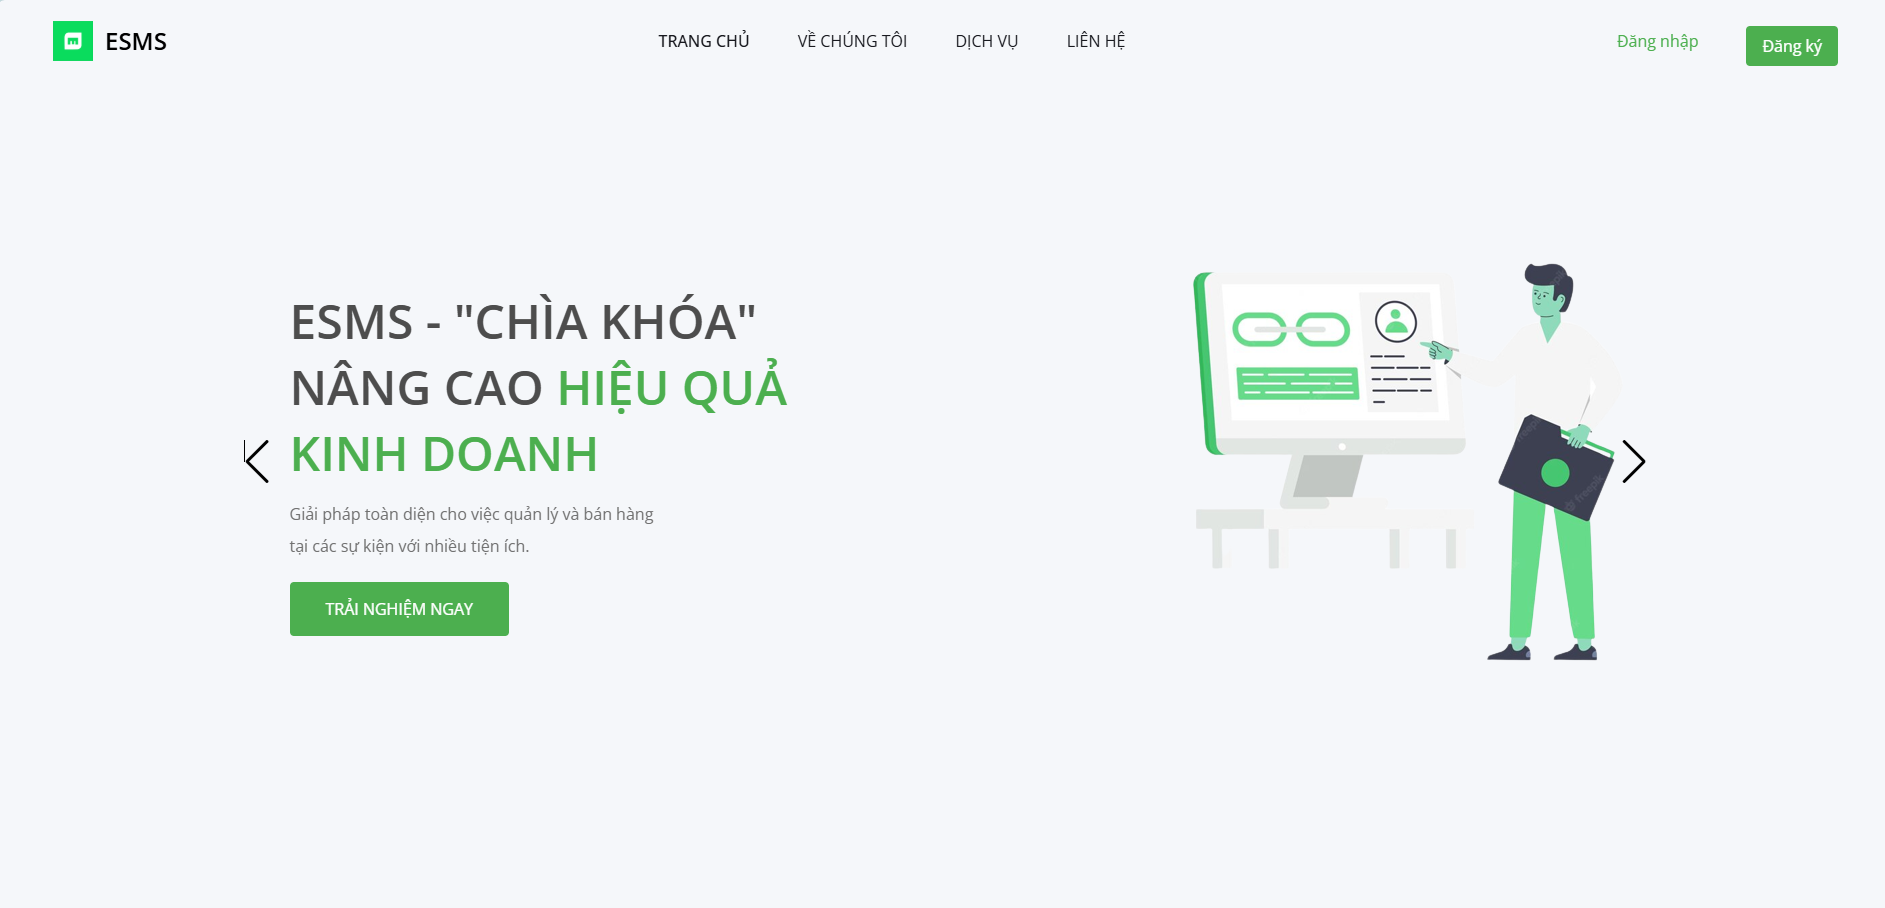 ESMS
TRANG CHỦ
VỀ CHÚNG TÔI
DỊCH VỤ
LIÊN HỆ
Đăng nhập
Đăng ký
ESMS - "CHÌA KHÓA"
NÂNG CAO HIỆU QUẢ
KINH DOANH
Giải pháp toàn diện cho việc quản lý và bán hàng
tại các sự kiện với nhiều tiện ích.
TRẢI NGHIỆM NGAY
freepik